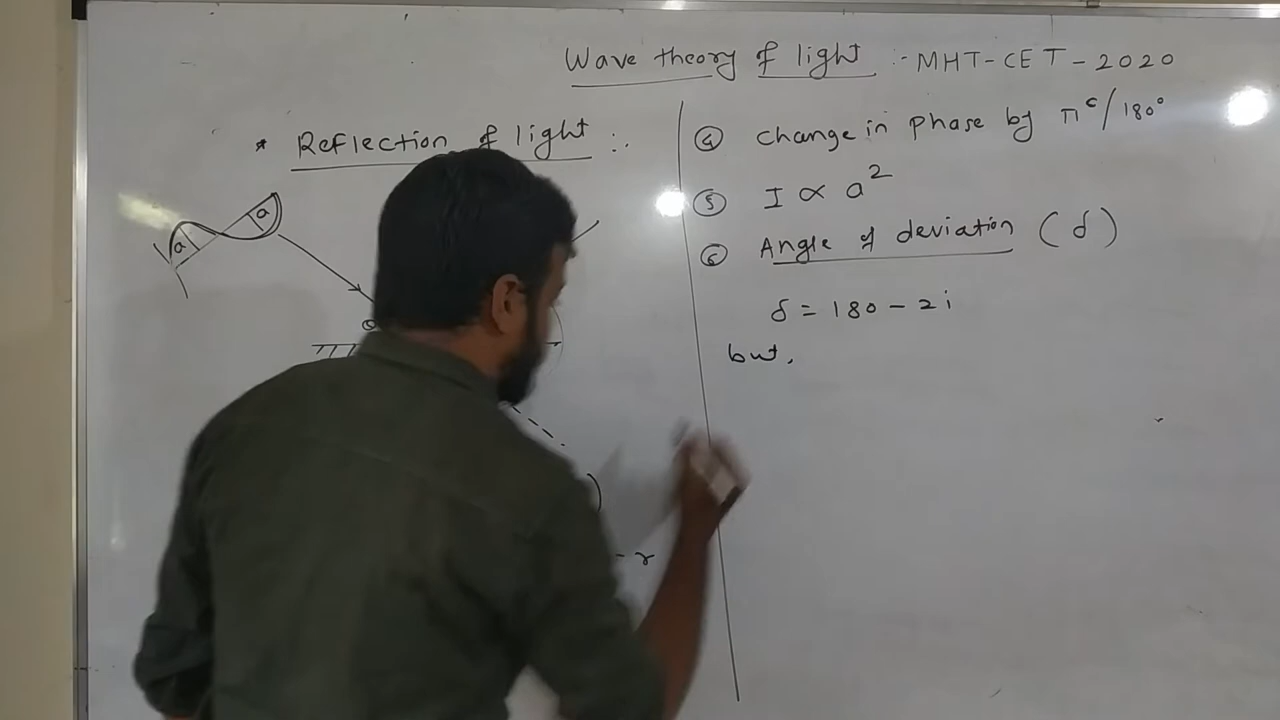 Wave theory of light :- MHT-CET-2020
* Reflection of light :.
a
a
- r
④ change in phase by πᶜ/180°
⑤ I ∝ a²
⑥ Angle of deviation (δ)
δ = 180 - 2i
but,